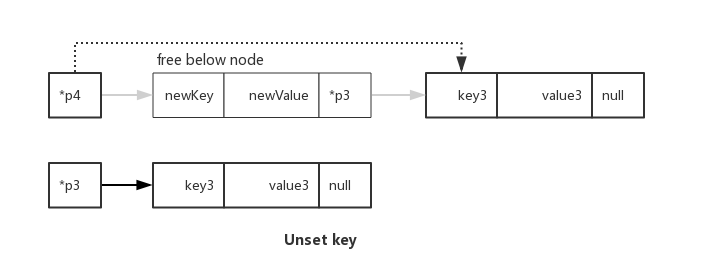 free below node
*p4 newKey newValue *p3 key3 value3 null
*p3 key3 value3 null
Unset key